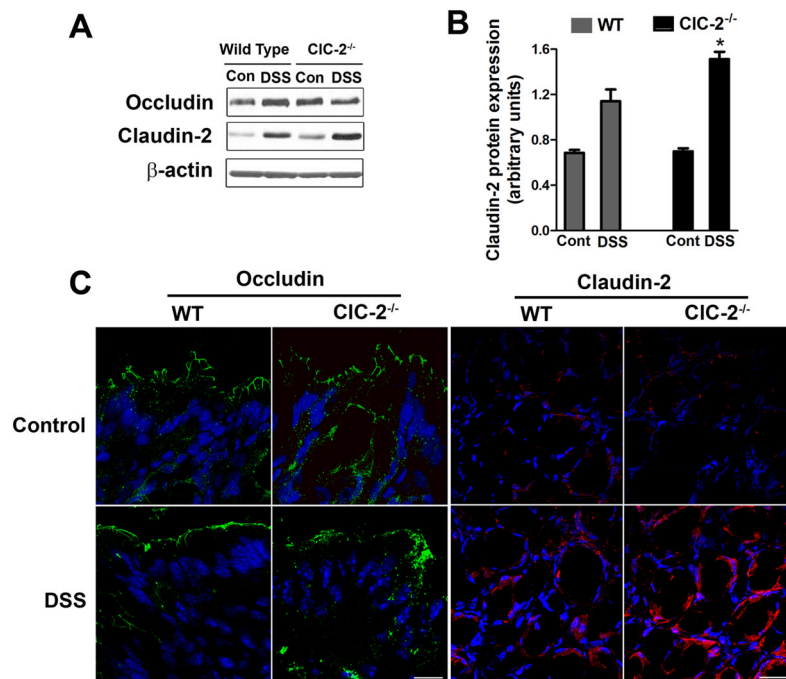 A
Wild Type ClC-2-/-
Con DSS Con DSS
Occludin
Claudin-2
β-actin
B
WT ClC-2-/-
Claudin-2 protein expression
(arbitrary units)
1.6
1.2
0.8
0.4
0.0
*
Cont DSS Cont DSS
C
Occludin Claudin-2
WT ClC-2-/- WT ClC-2-/-
Control
DSS